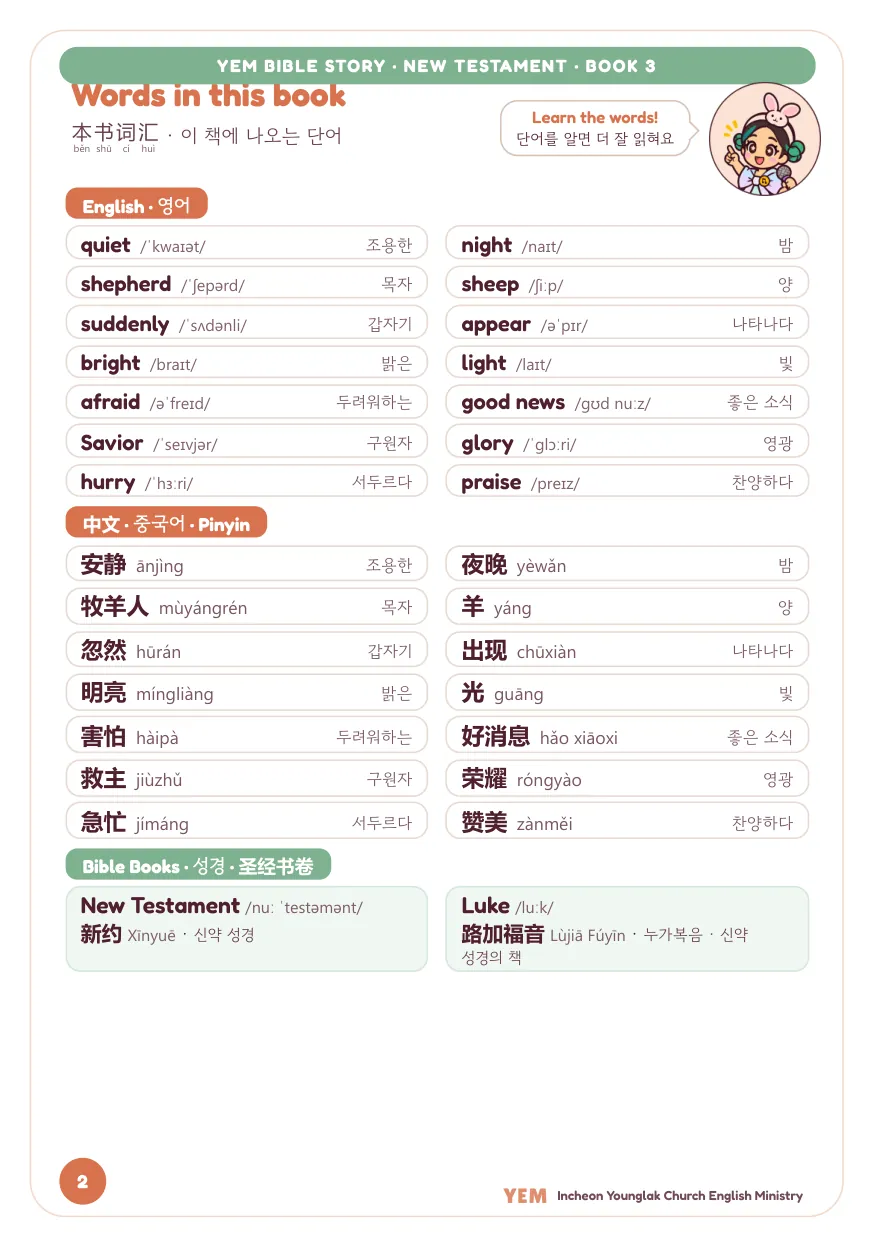 YEM BIBLE STORY · NEW TESTAMENT · BOOK 3
Words in this book
本书词汇 · 이 책에 나오는 단어
běn shū cí huì
Learn the words!
단어를 알면 더 잘 읽혀요
English · 영어
quiet /ˈkwaɪət/ 조용한
night /naɪt/ 밤
shepherd /ˈʃepərd/ 목자
sheep /ʃiːp/ 양
suddenly /ˈsʌdənli/ 갑자기
appear /əˈpɪr/ 나타나다
bright /braɪt/ 밝은
light /laɪt/ 빛
afraid /əˈfreɪd/ 두려워하는
good news /ɡʊd nuːz/ 좋은 소식
Savior /ˈseɪvjər/ 구원자
glory /ˈɡlɔːri/ 영광
hurry /ˈhɜːri/ 서두르다
praise /preɪz/ 찬양하다
中文 · 중국어 · Pinyin
安静 ānjìng 조용한
夜晚 yèwǎn 밤
牧羊人 mùyángrén 목자
羊 yáng 양
忽然 hūrán 갑자기
出现 chūxiàn 나타나다
明亮 míngliàng 밝은
光 guāng 빛
害怕 hàipà 두려워하는
好消息 hǎo xiāoxi 좋은 소식
救主 jiùzhǔ 구원자
荣耀 róngyào 영광
急忙 jímáng 서두르다
赞美 zànměi 찬양하다
Bible Books · 성경 · 圣经书卷
New Testament /nuː ˈtestəmənt/
新约 Xīnyuē · 신약 성경
Luke /luːk/
路加福音 Lùjiā Fúyīn · 누가복음 · 신약
성경의 책
2
YEM Incheon Younglak Church English Ministry